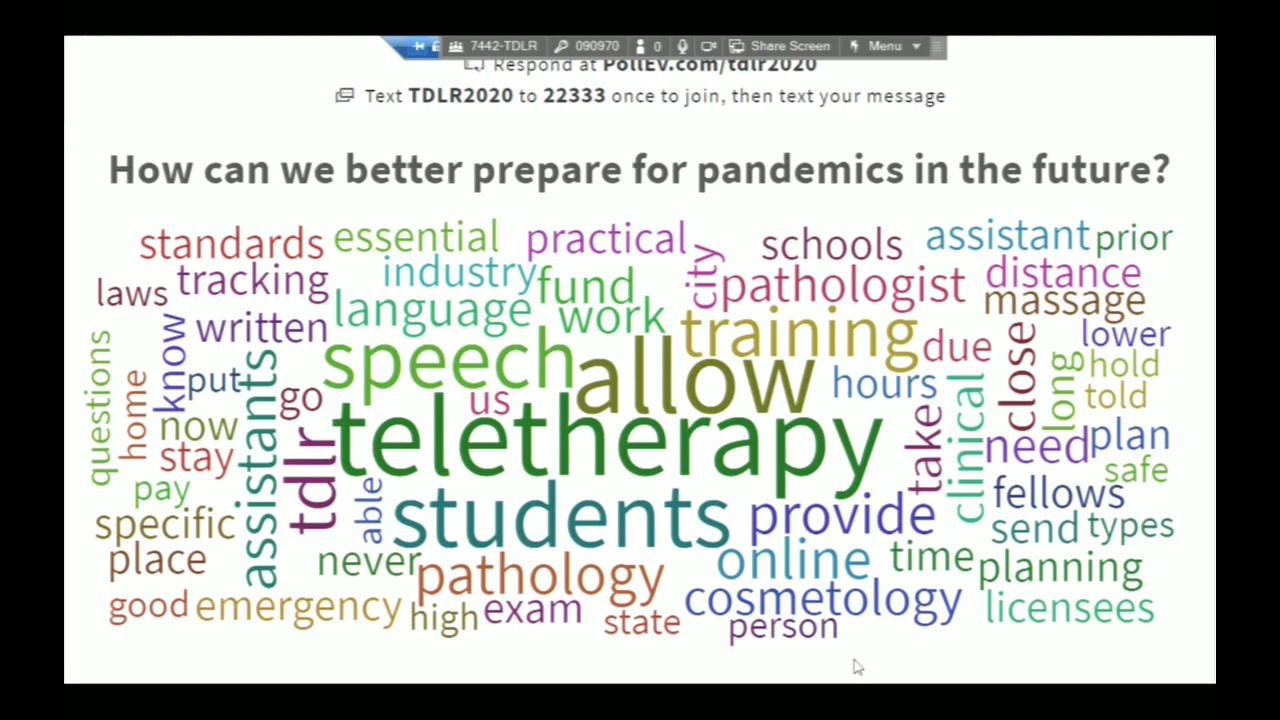 7442-TDLR 090970 0 Share Screen Menu
Respond at PollEv.com/tdlr2020
Text TDLR2020 to 22333 once to join, then text your message
How can we better prepare for pandemics in the future?
standards essential practical schools assistant prior
laws tracking industry fund city pathologist distance
written language work training massage
questions home know put assistants speech allow due close lower
go us hours clinical long hold told
now stay tdlr teletherapy take need plan
pay able students provide fellows safe
specific send types
place never pathology online time planning
good emergency high exam state cosmetology person licensees